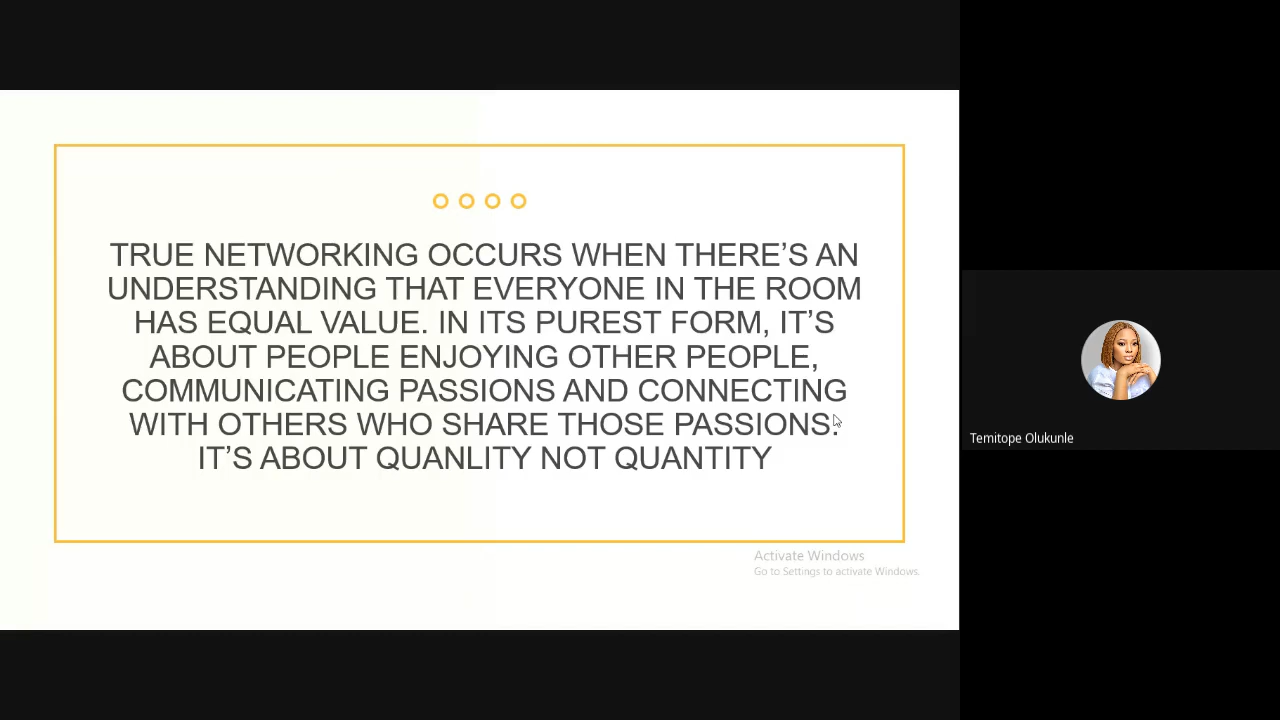 TRUE NETWORKING OCCURS WHEN THERE’S AN
UNDERSTANDING THAT EVERYONE IN THE ROOM
HAS EQUAL VALUE. IN ITS PUREST FORM, IT’S
ABOUT PEOPLE ENJOYING OTHER PEOPLE,
COMMUNICATING PASSIONS AND CONNECTING
WITH OTHERS WHO SHARE THOSE PASSIONS.
IT’S ABOUT QUANLITY NOT QUANTITY
Activate Windows
Go to Settings to activate Windows.
Temitope Olukunle